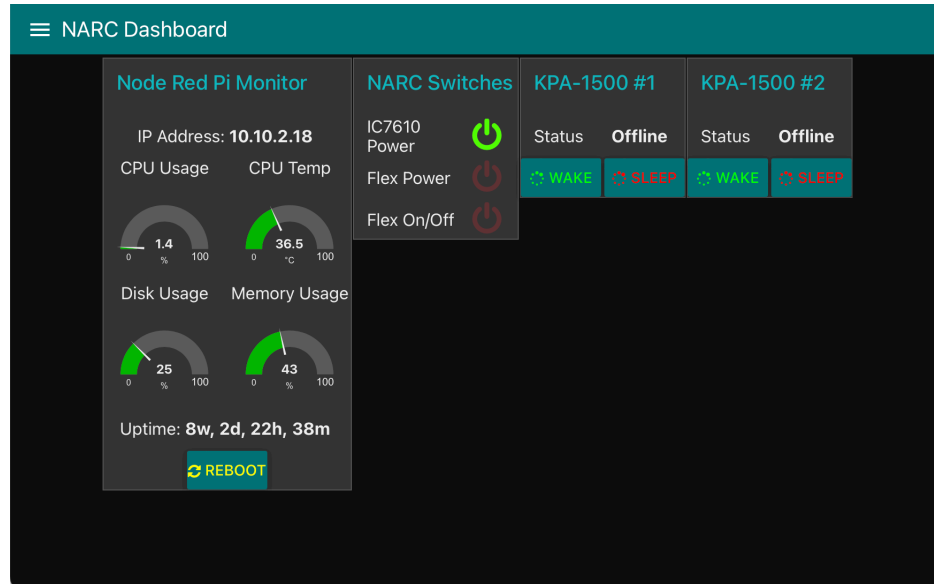 NARC Dashboard
Node Red Pi Monitor
IP Address: 10.10.2.18
CPU Usage CPU Temp
1.4
0 % 100
36.5
0 °C 100
Disk Usage Memory Usage
25
0 % 100
43
0 % 100
Uptime: 8w, 2d, 22h, 38m
REBOOT
NARC Switches
IC7610
Power
Flex Power
Flex On/Off
KPA-1500 #1
Status Offline
WAKE SLEEP
KPA-1500 #2
Status Offline
WAKE SLEEP